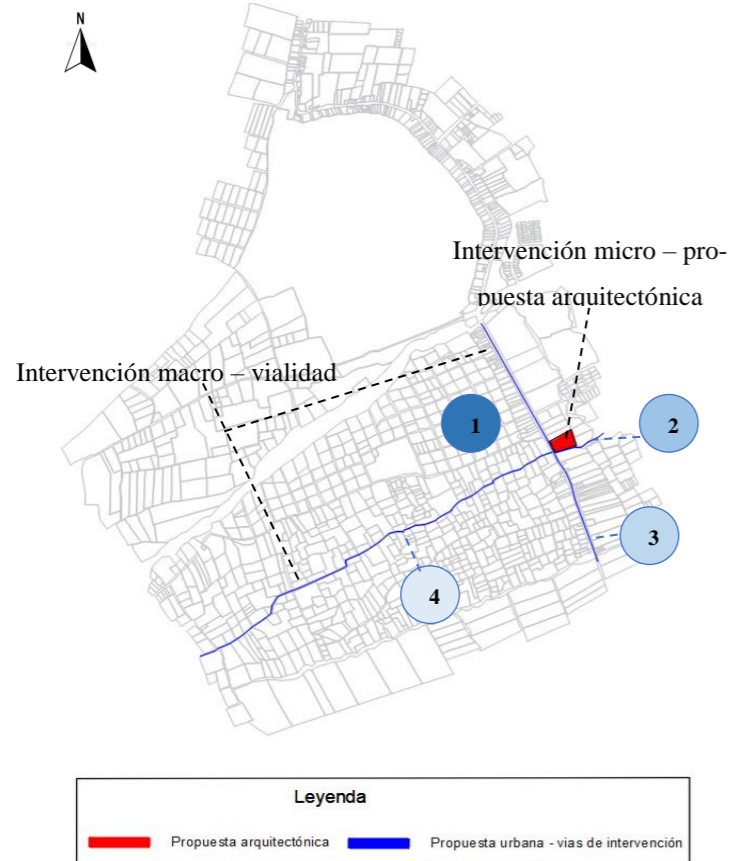 N
Intervención micro – pro-
puesta arquitectónica
Intervención macro – vialidad
1
2
3
4
Leyenda
Propuesta arquitectónica
Propuesta urbana - vias de intervención